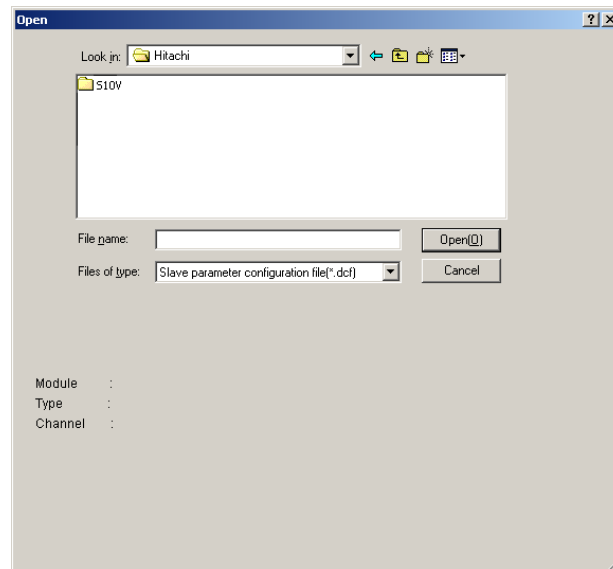 Open
Look in: Hitachi
S10V
File name: Open(O)
Files of type: Slave parameter configuration file(*.dcf) Cancel
Module :
Type :
Channel :